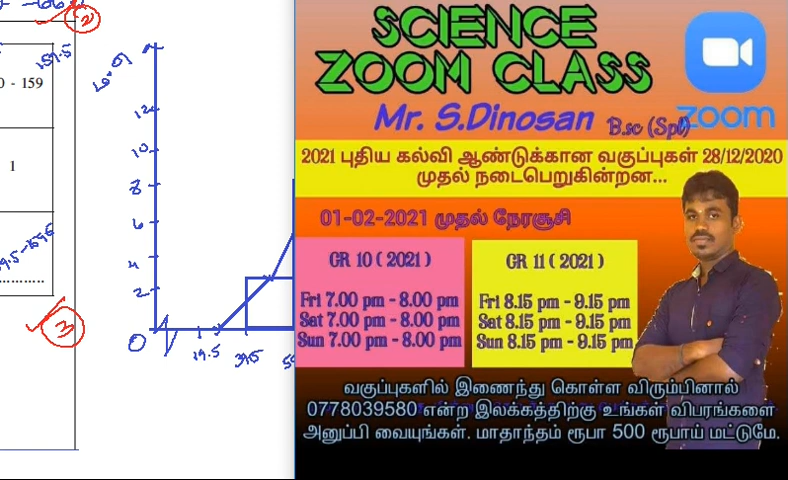 159.5
0 - 159
1
12
10
8
6
4
2
0
19.5
39.5
SCIENCE
ZOOM CLASS
zoom
Mr. S.Dinosan B.sc (Spl)
2021 புதிய கல்வி ஆண்டுக்கான வகுப்புகள் 28/12/2020
முதல் நடைபெறுகின்றன...
01-02-2021 முதல் நேரசூசி
GR 10 ( 2021 )
Fri 7.00 pm - 8.00 pm
Sat 7.00 pm - 8.00 pm
Sun 7.00 pm - 8.00 pm
GR 11 ( 2021 )
Fri 8.15 pm - 9.15 pm
Sat 8.15 pm - 9.15 pm
Sun 8.15 pm - 9.15 pm
வகுப்புகளில் இணைந்து கொள்ள விரும்பினால்
0778039580 என்ற இலக்கத்திற்கு உங்கள் விபரங்களை
அனுப்பி வையுங்கள். மாதாந்தம் ரூபா 500 ரூபாய் மட்டுமே.